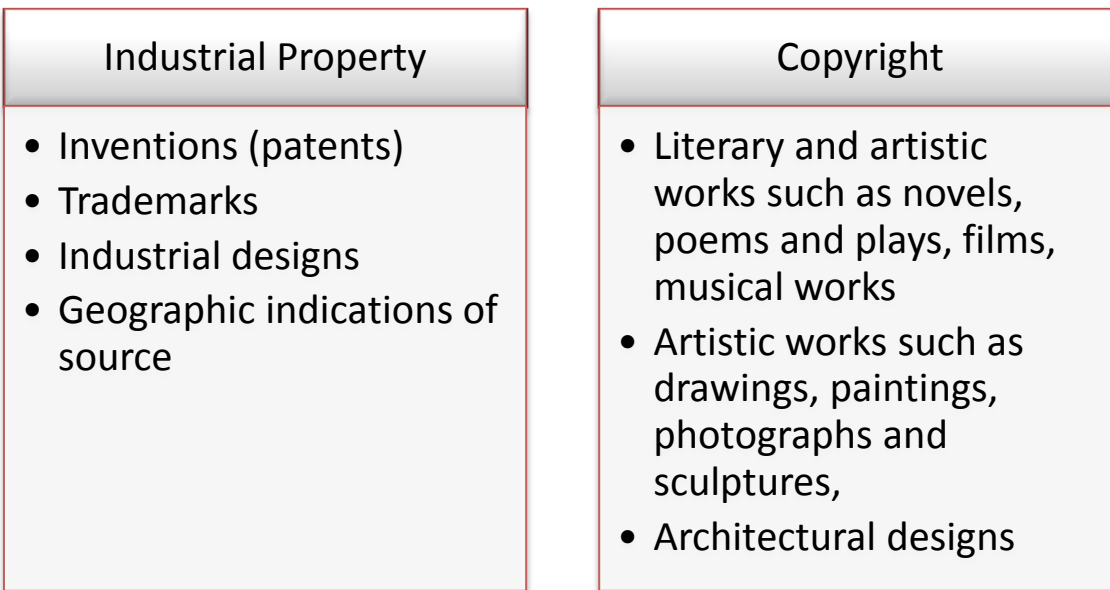 Industrial Property
• Inventions (patents)
• Trademarks
• Industrial designs
• Geographic indications of
source
Copyright
• Literary and artistic
works such as novels,
poems and plays, films,
musical works
• Artistic works such as
drawings, paintings,
photographs and
sculptures,
• Architectural designs